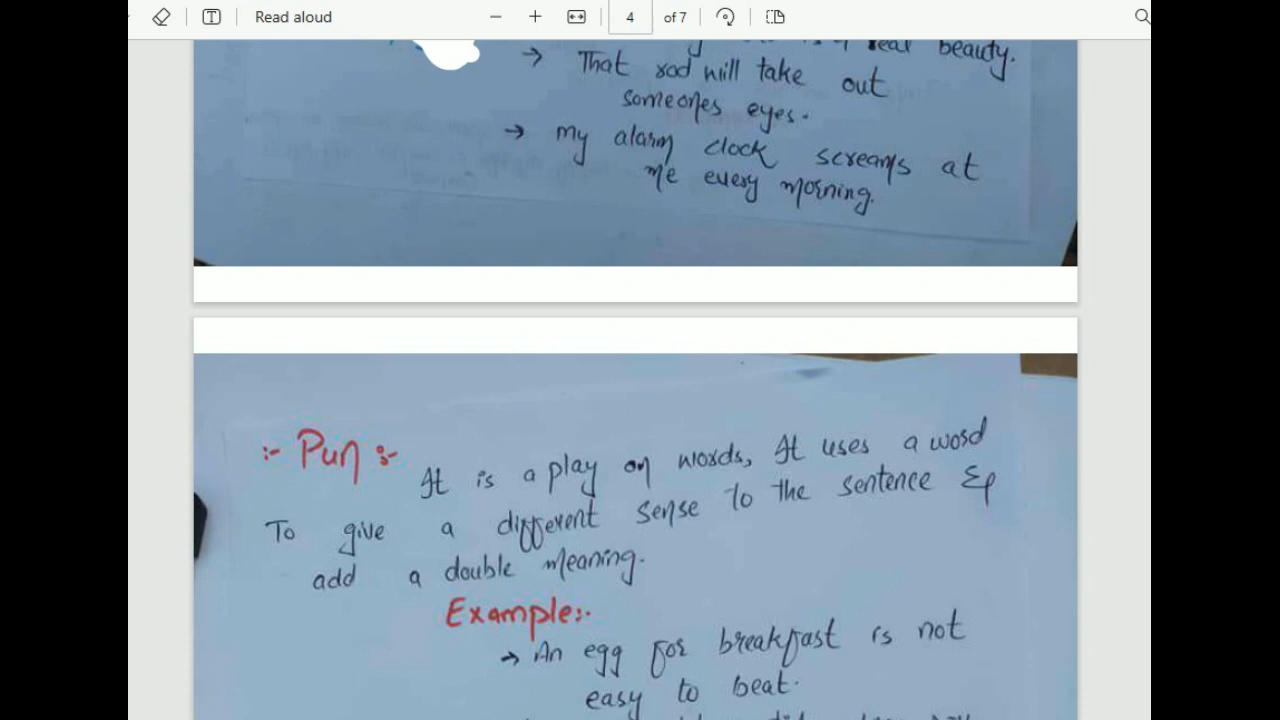 Read aloud
4 of 7
real beauty.
→ That rod will take out
someones eyes.
→ My alarm clock screams at
me every morning.
:- Pun :-
It is a play on words, It uses a word
To give a different sense to the sentence &
add a double meaning.
Example:-
→ An egg for breakfast is not
easy to beat.